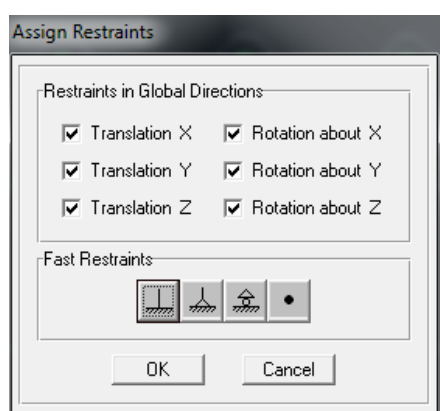 Assign Restraints
Restraints in Global Directions
Translation X Rotation about X
Translation Y Rotation about Y
Translation Z Rotation about Z
Fast Restraints
OK Cancel